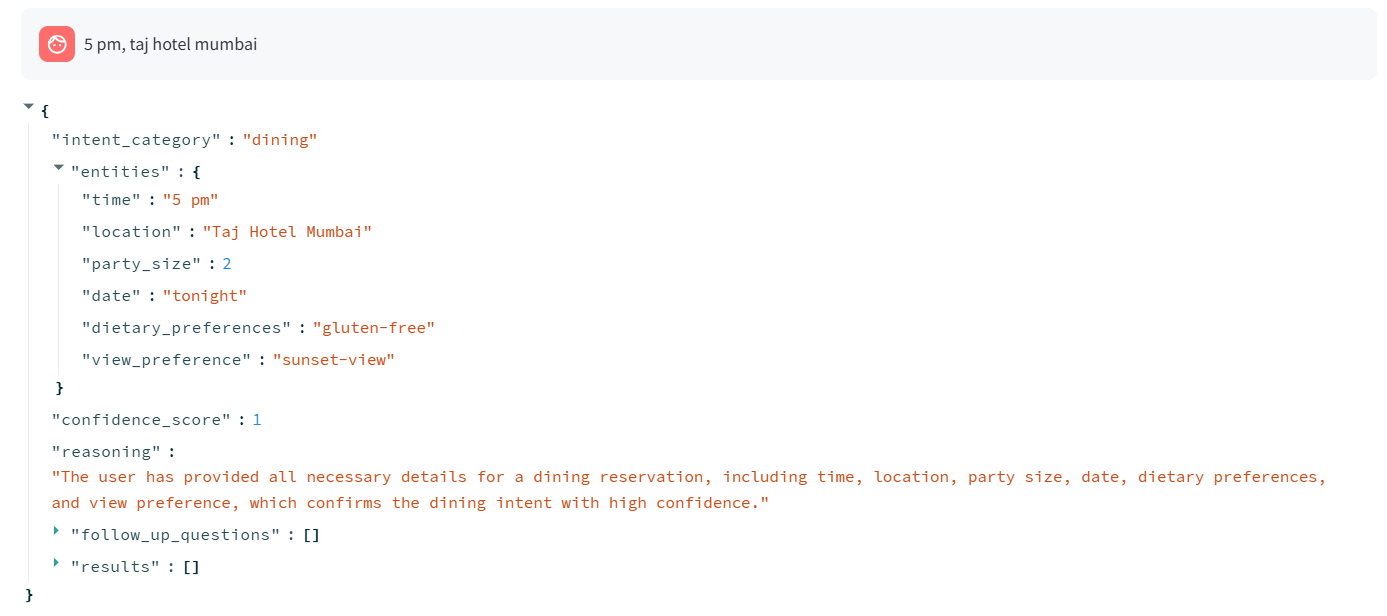 5 pm, taj hotel mumbai
{
"intent_category" : "dining"
"entities" : {
"time" : "5 pm"
"location" : "Taj Hotel Mumbai"
"party_size" : 2
"date" : "tonight"
"dietary_preferences" : "gluten-free"
"view_preference" : "sunset-view"
}
"confidence_score" : 1
"reasoning" :
"The user has provided all necessary details for a dining reservation, including time, location, party size, date, dietary preferences,
and view preference, which confirms the dining intent with high confidence."
"follow_up_questions" : []
"results" : []
}